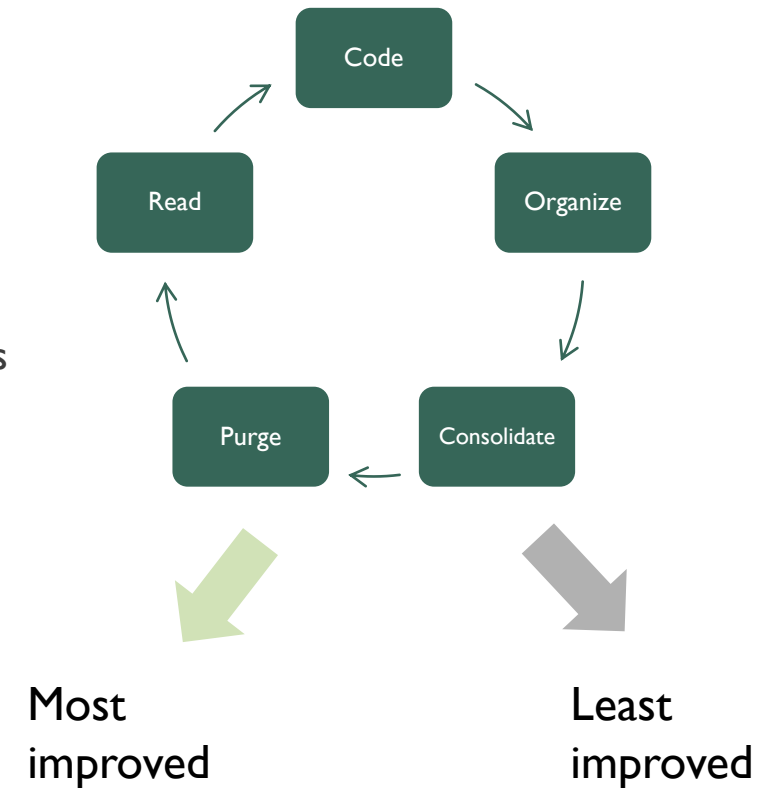 Code
Read
Organize
s
Purge
Consolidate
Most
improved
Least
improved